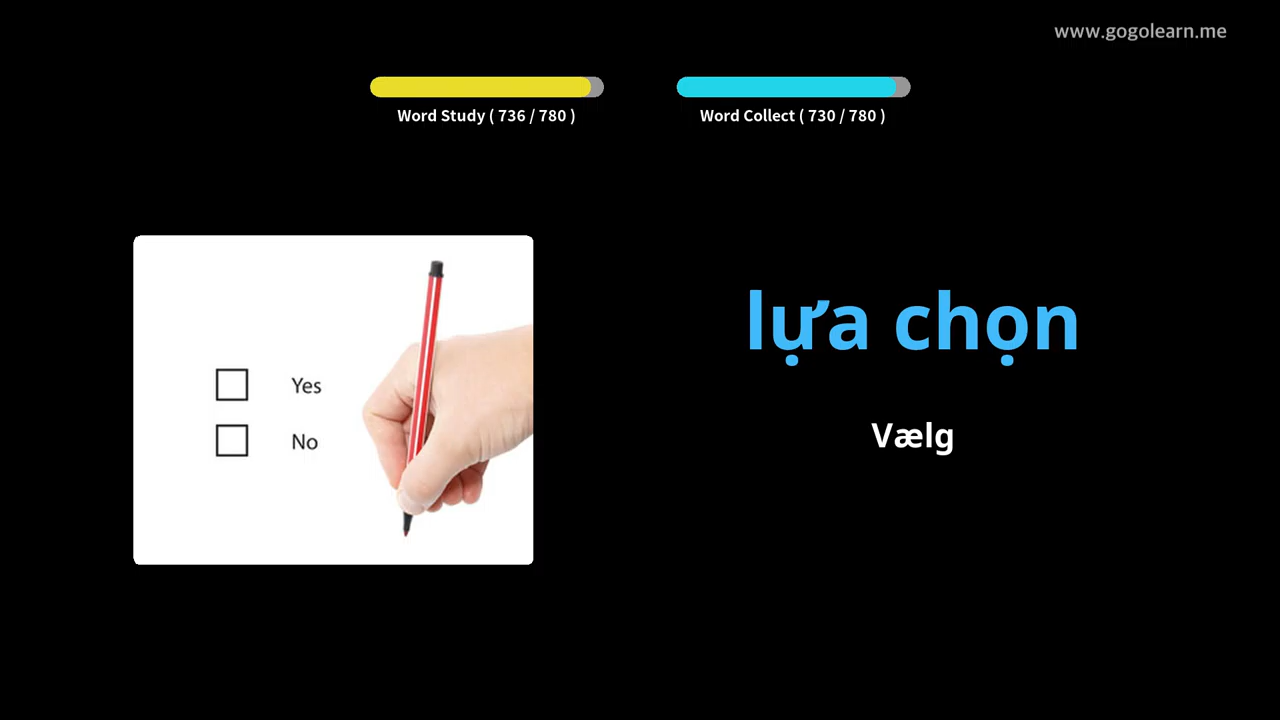 www.gogolearn.me
Word Study ( 736 / 780 )
Word Collect ( 730 / 780 )
Yes
No
lựa chọn
Vælg